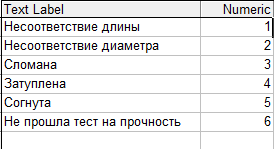 Text Label Numeric
Несоответствие длины 1
Несоответствие диаметра 2
Сломана 3
Затуплена 4
Согнута 5
Не прошла тест на прочность 6